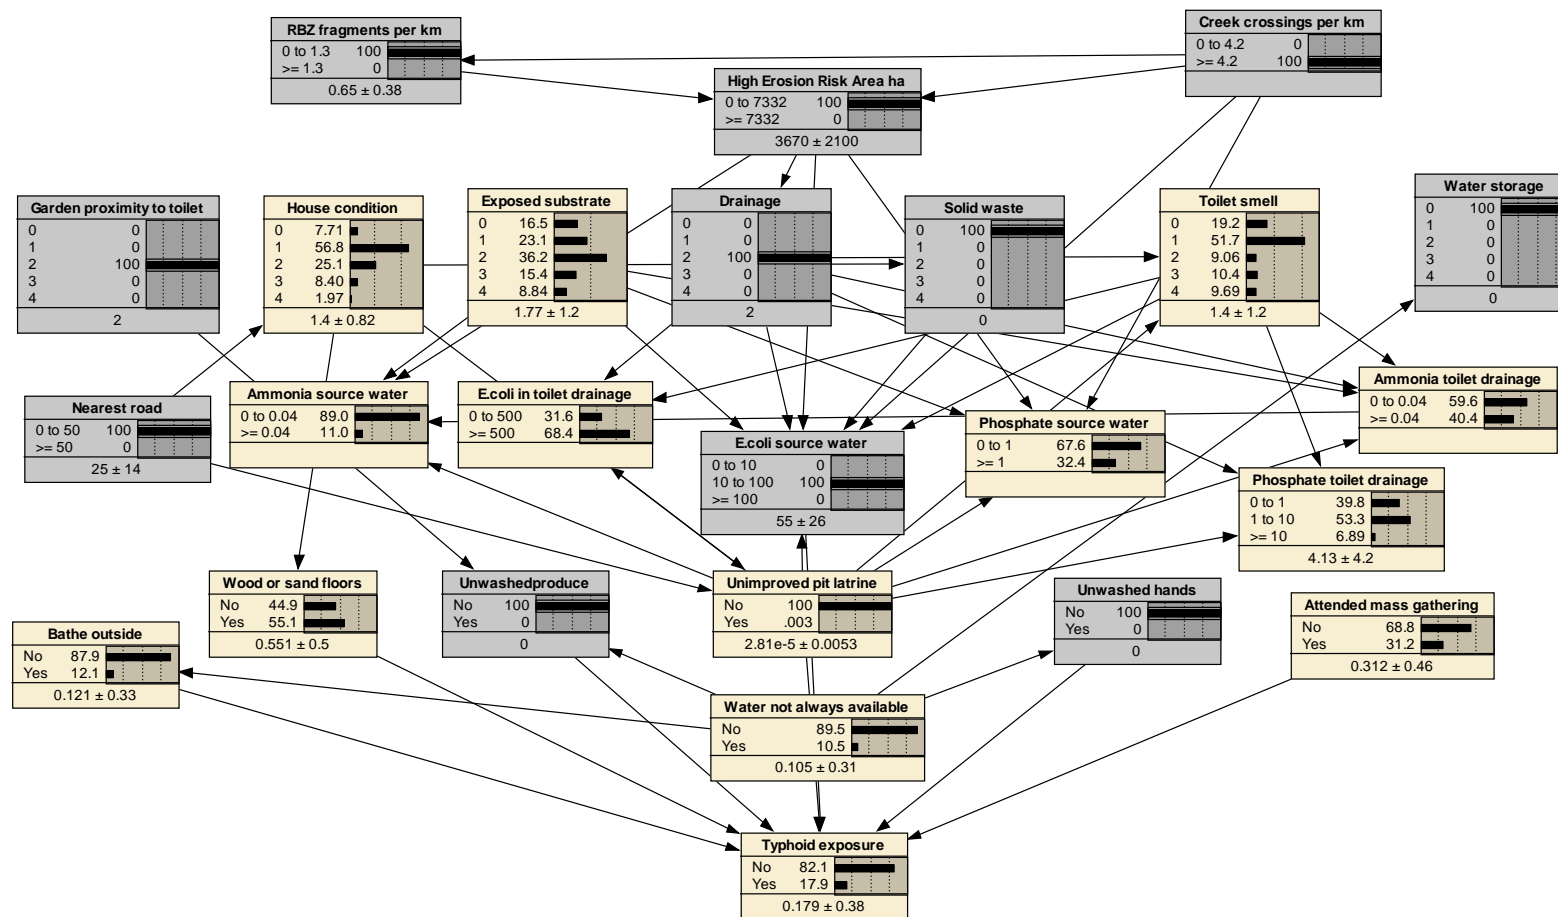 RBZ fragments per km
0 to 1.3 100
>= 1.3 0
0.65 ± 0.38
Creek crossings per km
0 to 4.2 0
>= 4.2 100
High Erosion Risk Area ha
0 to 7332 100
>= 7332 0
3670 ± 2100
Garden proximity to toilet
0 0
1 0
2 100
3 0
4 0
2
House condition
0 7.71
1 56.8
2 25.1
3 8.40
4 1.97
1.4 ± 0.82
Exposed substrate
0 16.5
1 23.1
2 36.2
3 15.4
4 8.84
1.77 ± 1.2
Drainage
0 0
1 0
2 100
3 0
4 0
2
Solid waste
0 100
1 0
2 0
3 0
4 0
0
Toilet smell
0 19.2
1 51.7
2 9.06
3 10.4
4 9.69
1.4 ± 1.2
Water storage
0 100
1 0
2 0
3 0
4 0
0
Nearest road
0 to 50 100
>= 50 0
25 ± 14
Ammonia source water
0 to 0.04 89.0
>= 0.04 11.0
E.coli in toilet drainage
0 to 500 31.6
>= 500 68.4
E.coli source water
0 to 10 0
10 to 100 100
>= 100 0
55 ± 26
Phosphate source water
0 to 1 67.6
>= 1 32.4
Ammonia toilet drainage
0 to 0.04 59.6
>= 0.04 40.4
Phosphate toilet drainage
0 to 1 39.8
1 to 10 53.3
>= 10 6.89
4.13 ± 4.2
Bathe outside
No 87.9
Yes 12.1
0.121 ± 0.33
Wood or sand floors
No 44.9
Yes 55.1
0.551 ± 0.5
Unwashedproduce
No 100
Yes 0
0
Unimproved pit latrine
No 100
Yes .003
2.81e-5 ± 0.0053
Unwashed hands
No 100
Yes 0
0
Attended mass gathering
No 68.8
Yes 31.2
0.312 ± 0.46
Water not always available
No 89.5
Yes 10.5
0.105 ± 0.31
Typhoid exposure
No 82.1
Yes 17.9
0.179 ± 0.38